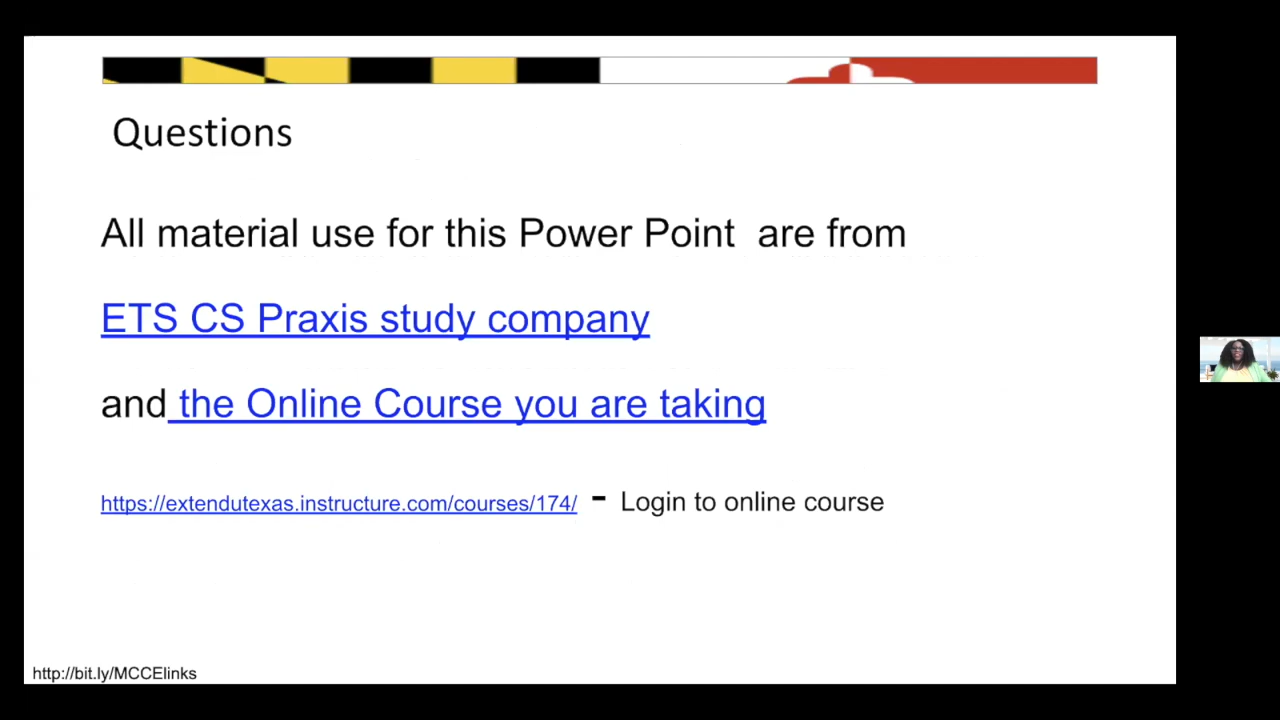 Questions
All material use for this Power Point are from
ETS CS Praxis study company
and the Online Course you are taking
https://extendutexas.instructure.com/courses/174/ - Login to online course
http://bit.ly/MCCElinks